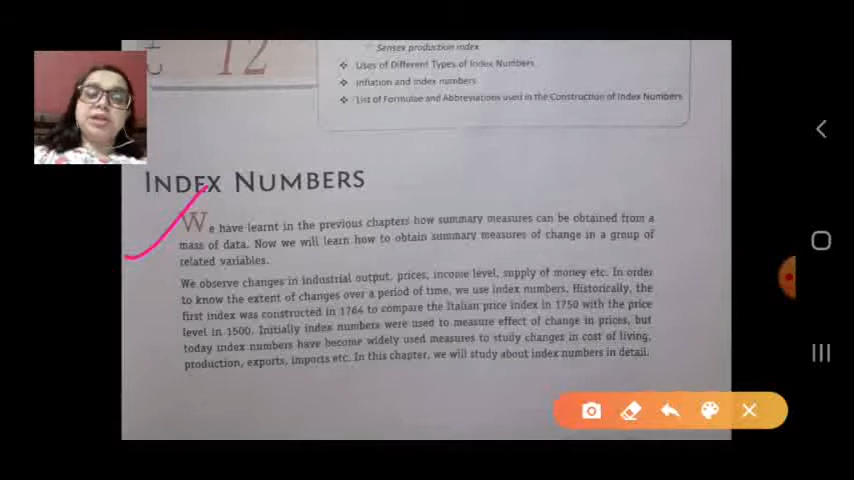 12
Sensex production index
❖ Uses of Different Types of Index Numbers
❖ Inflation and index numbers
❖ List of Formulae and Abbreviations used in the Construction of Index Numbers
INDEX NUMBERS
We have learnt in the previous chapters how summary measures can be obtained from a
mass of data. Now we will learn how to obtain summary measures of change in a group of
related variables.
We observe changes in industrial output, prices, income level, supply of money etc. In order
to know the extent of changes over a period of time, we use index numbers. Historically, the
first index was constructed in 1764 to compare the Italian price index in 1750 with the price
level in 1500. Initially index numbers were used to measure effect of change in prices, but
today index numbers have become widely used measures to study changes in cost of living,
production, exports, imports etc. In this chapter, we will study about index numbers in detail.